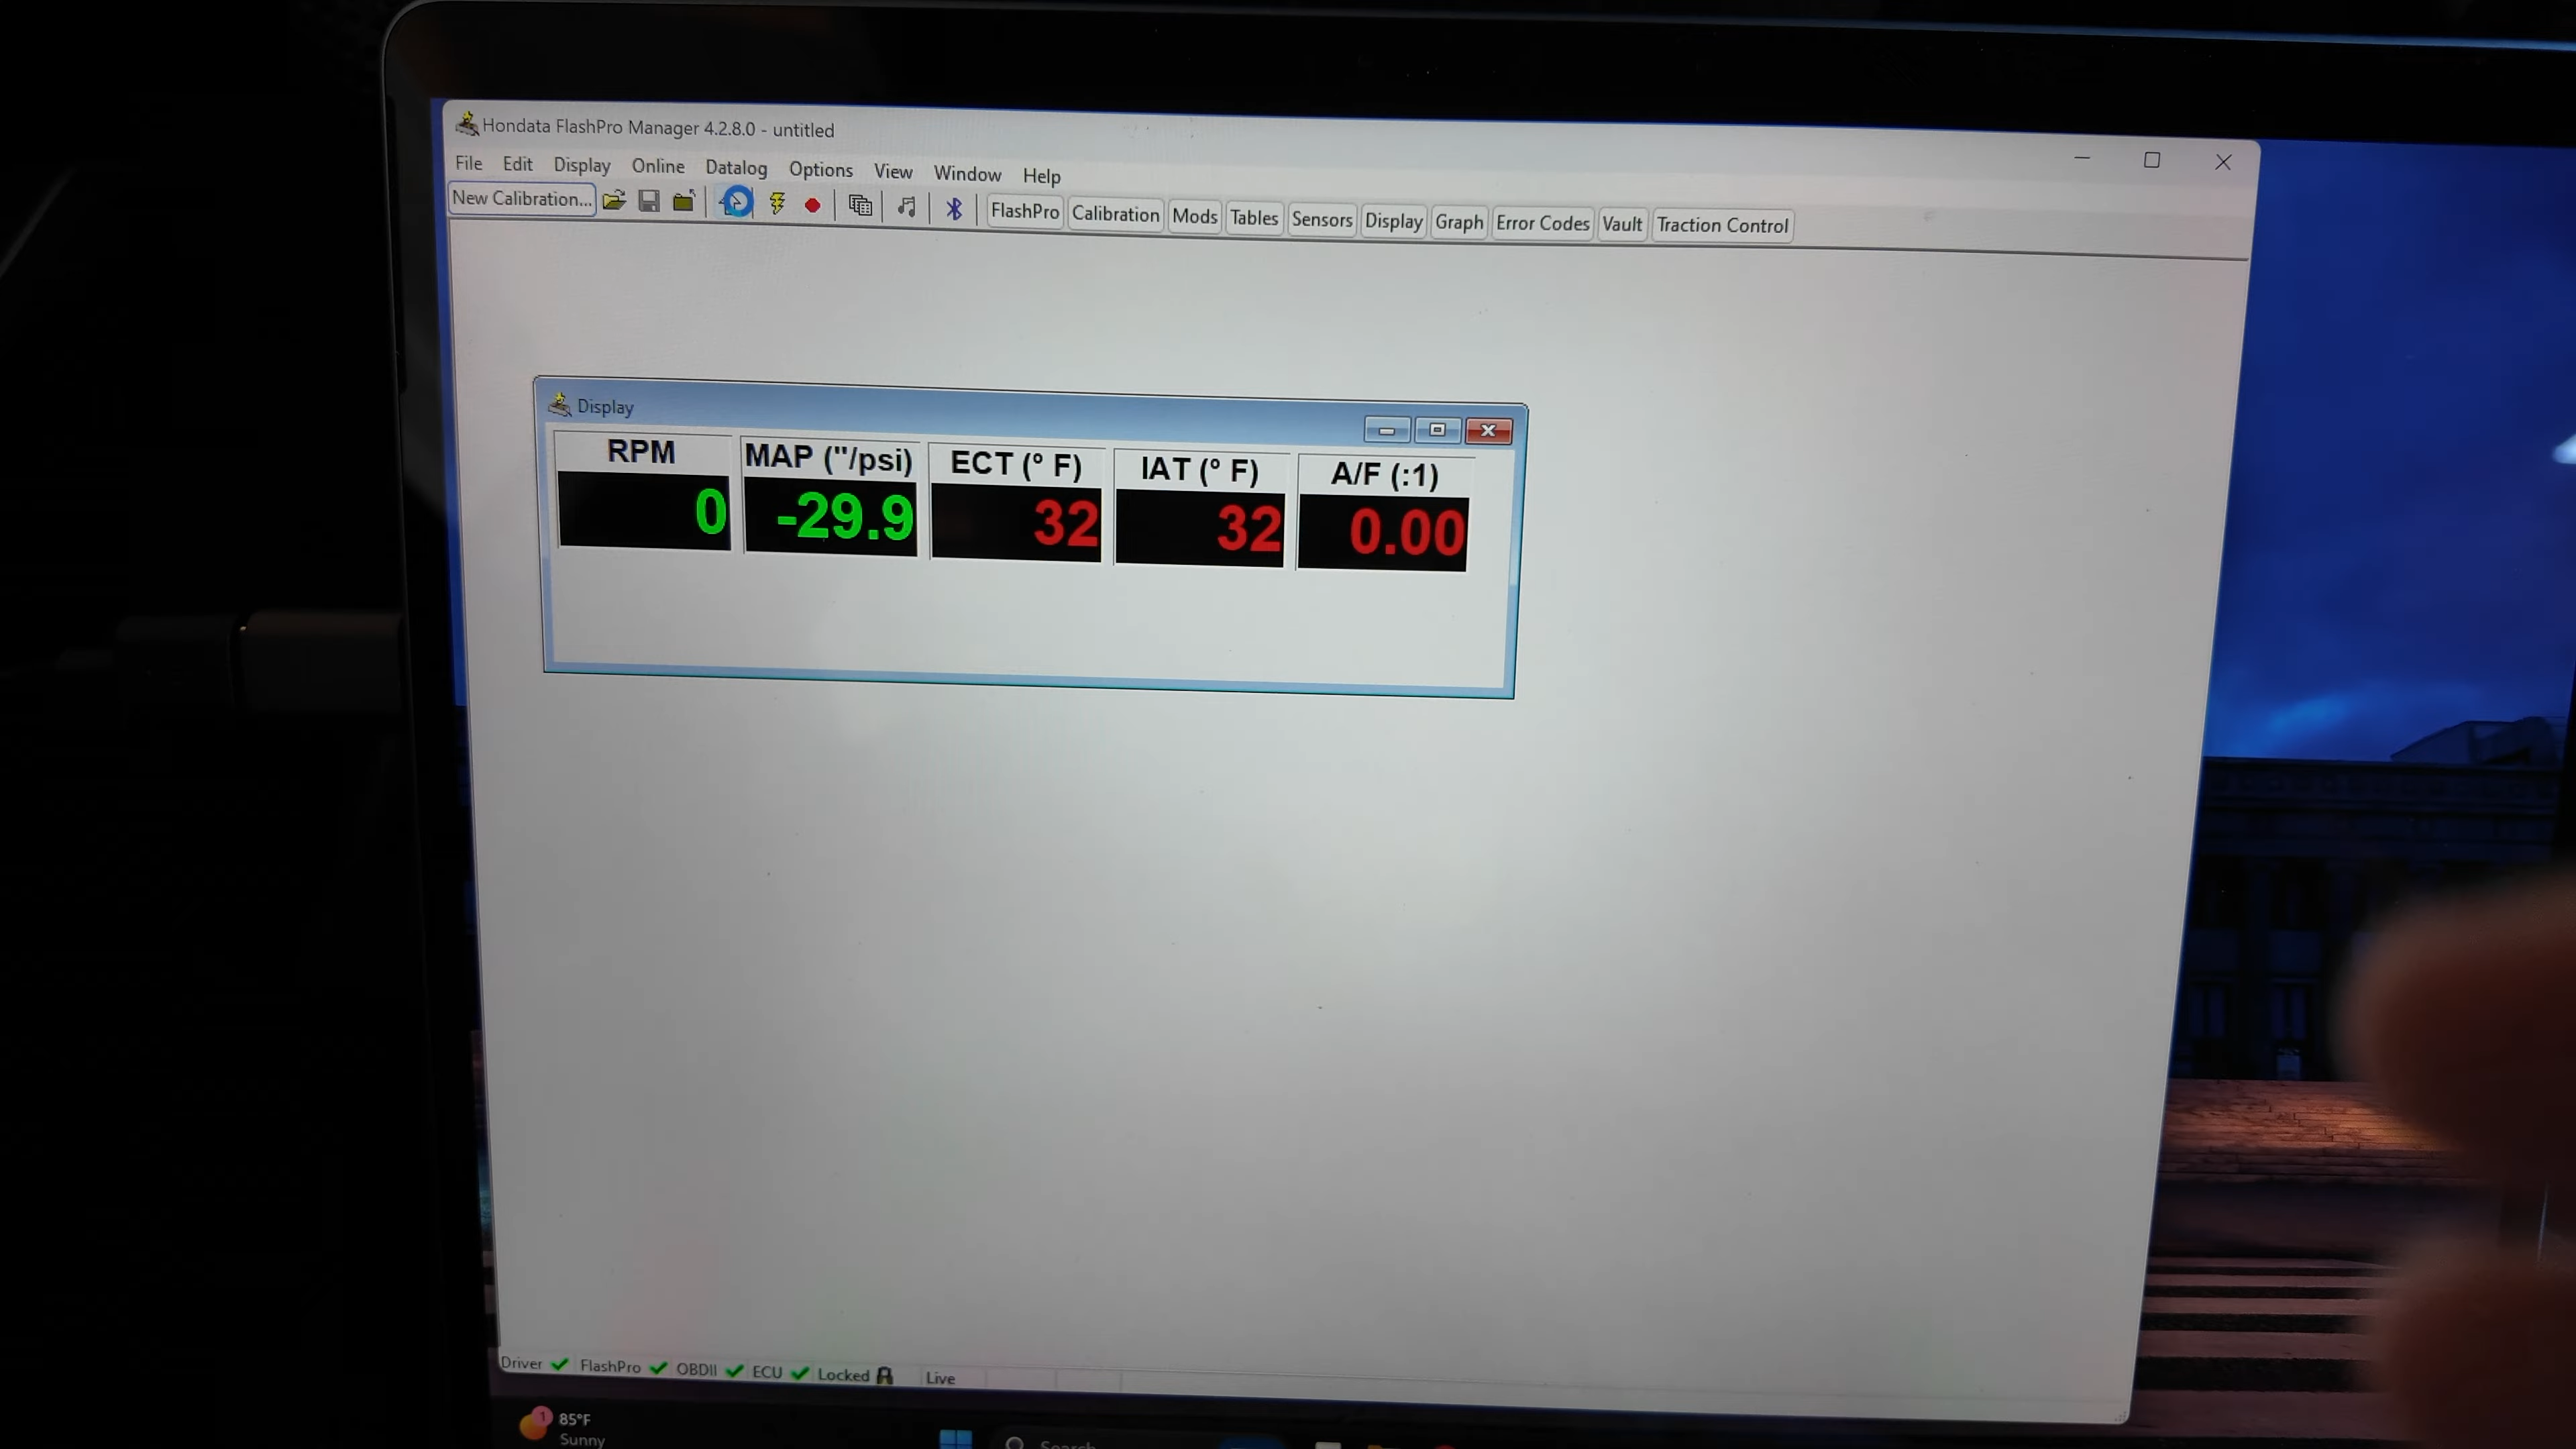 Hondata FlashPro Manager 4.2.8.0 - untitled
File Edit Display Online Datalog Options View Window Help
New Calibration... FlashPro Calibration Mods Tables Sensors Display Graph Error Codes Vault Traction Control
Display
RPM MAP ("/psi) ECT (° F) IAT (° F) A/F (:1)
0 -29.9 32 32 0.00
Driver FlashPro OBDII ECU Locked Live
1 85°F
Sunny
Search